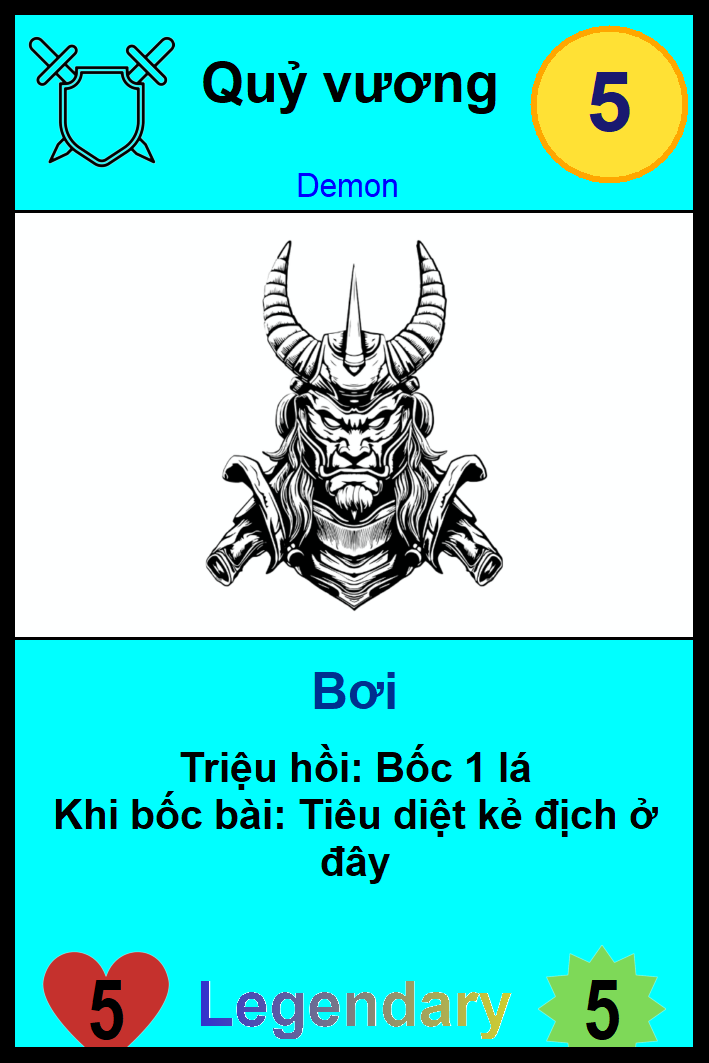 Quỷ vương
5
Demon
Bơi
Triệu hồi: Bốc 1 lá
Khi bốc bài: Tiêu diệt kẻ địch ở
đây
5
Legendary
5